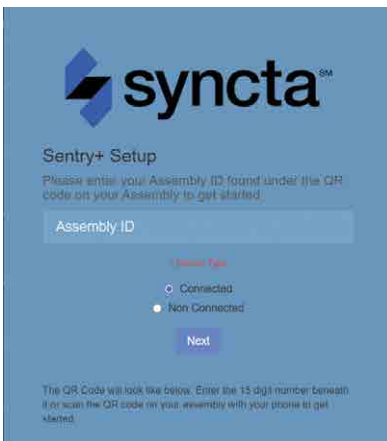 syncta℠
Sentry+ Setup
Please enter your Assembly ID found under the QR
code on your Assembly to get started
Assembly ID
Connected
Non Connected
Next
The QR Code will look like below. Enter the 15 digit number beneath
it or scan the QR code on your assembly with your phone to get
started.